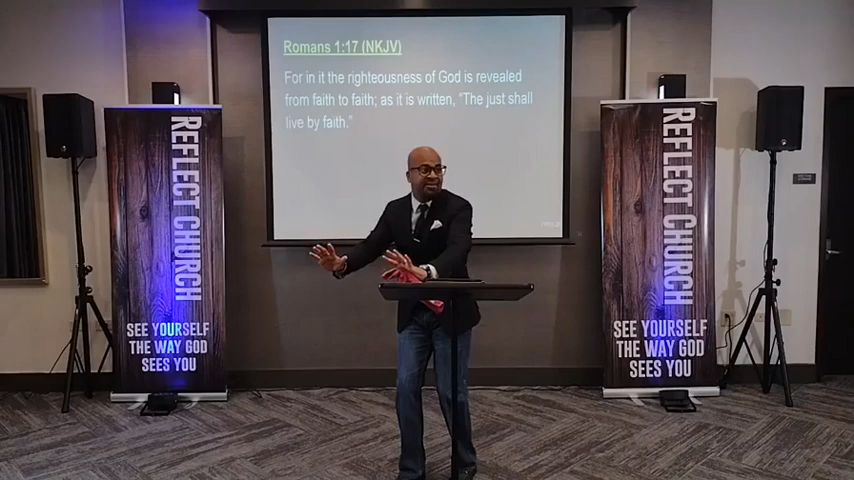 Romans 1:17 (NKJV)
For in it the righteousness of God is revealed
from faith to faith; as it is written, "The just shall
live by faith."
REFLECT CHURCH
SEE YOURSELF
THE WAY GOD
SEES YOU
REFLECT CHURCH
SEE YOURSELF
THE WAY GOD
SEES YOU